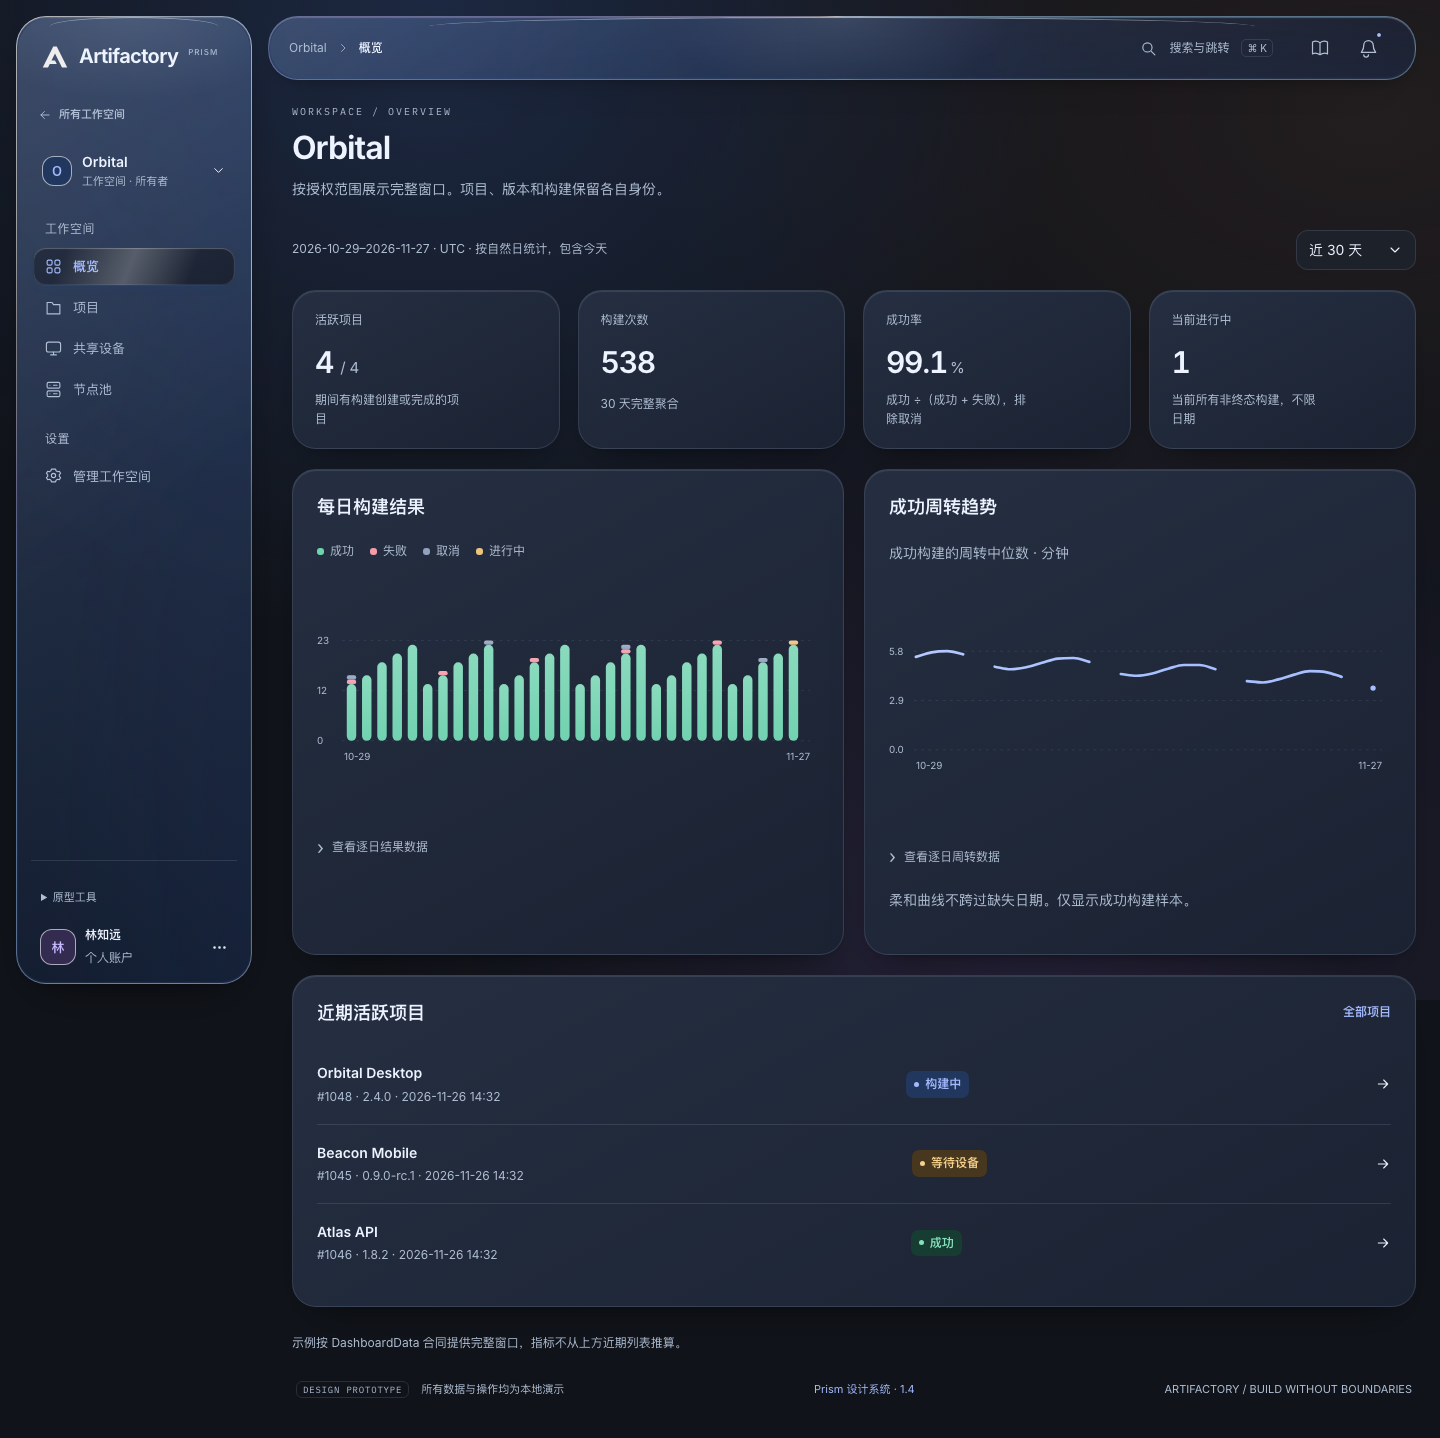 Artifactory PRISM
所有工作空间
O
Orbital
工作空间 · 所有者
工作空间
概览
项目
共享设备
节点池
设置
管理工作空间
原型工具
林
林知远
个人账户
Orbital
概览
搜索与跳转
⌘ K
WORKSPACE / OVERVIEW
Orbital
按授权范围展示完整窗口。项目、版本和构建保留各自身份。
2026-10-29–2026-11-27 · UTC · 按自然日统计，包含今天
近 30 天
活跃项目
4 / 4
期间有构建创建或完成的项
目
构建次数
538
30 天完整聚合
成功率
99.1 %
成功 ÷（成功 + 失败），排
除取消
当前进行中
1
当前所有非终态构建，不限
日期
每日构建结果
成功 失败 取消 进行中
23
12
0
10-29 11-27
查看逐日结果数据
成功周转趋势
成功构建的周转中位数 · 分钟
5.8
2.9
0.0
10-29 11-27
查看逐日周转数据
柔和曲线不跨过缺失日期。仅显示成功构建样本。
近期活跃项目
全部项目
Orbital Desktop
#1048 · 2.4.0 · 2026-11-26 14:32
构建中
Beacon Mobile
#1045 · 0.9.0-rc.1 · 2026-11-26 14:32
等待设备
Atlas API
#1046 · 1.8.2 · 2026-11-26 14:32
成功
示例按 DashboardData 合同提供完整窗口，指标不从上方近期列表推算。
DESIGN PROTOTYPE 所有数据与操作均为本地演示
Prism 设计系统 · 1.4
ARTIFACTORY / BUILD WITHOUT BOUNDARIES